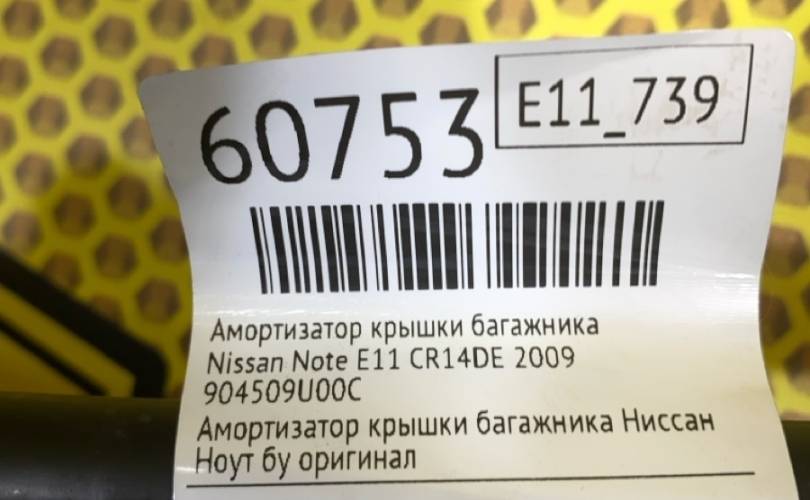 60753
E11_739
Амортизатор крышки багажника
Nissan Note E11 CR14DE 2009
904509U00C
Амортизатор крышки багажника Ниссан
Ноут бу оригинал